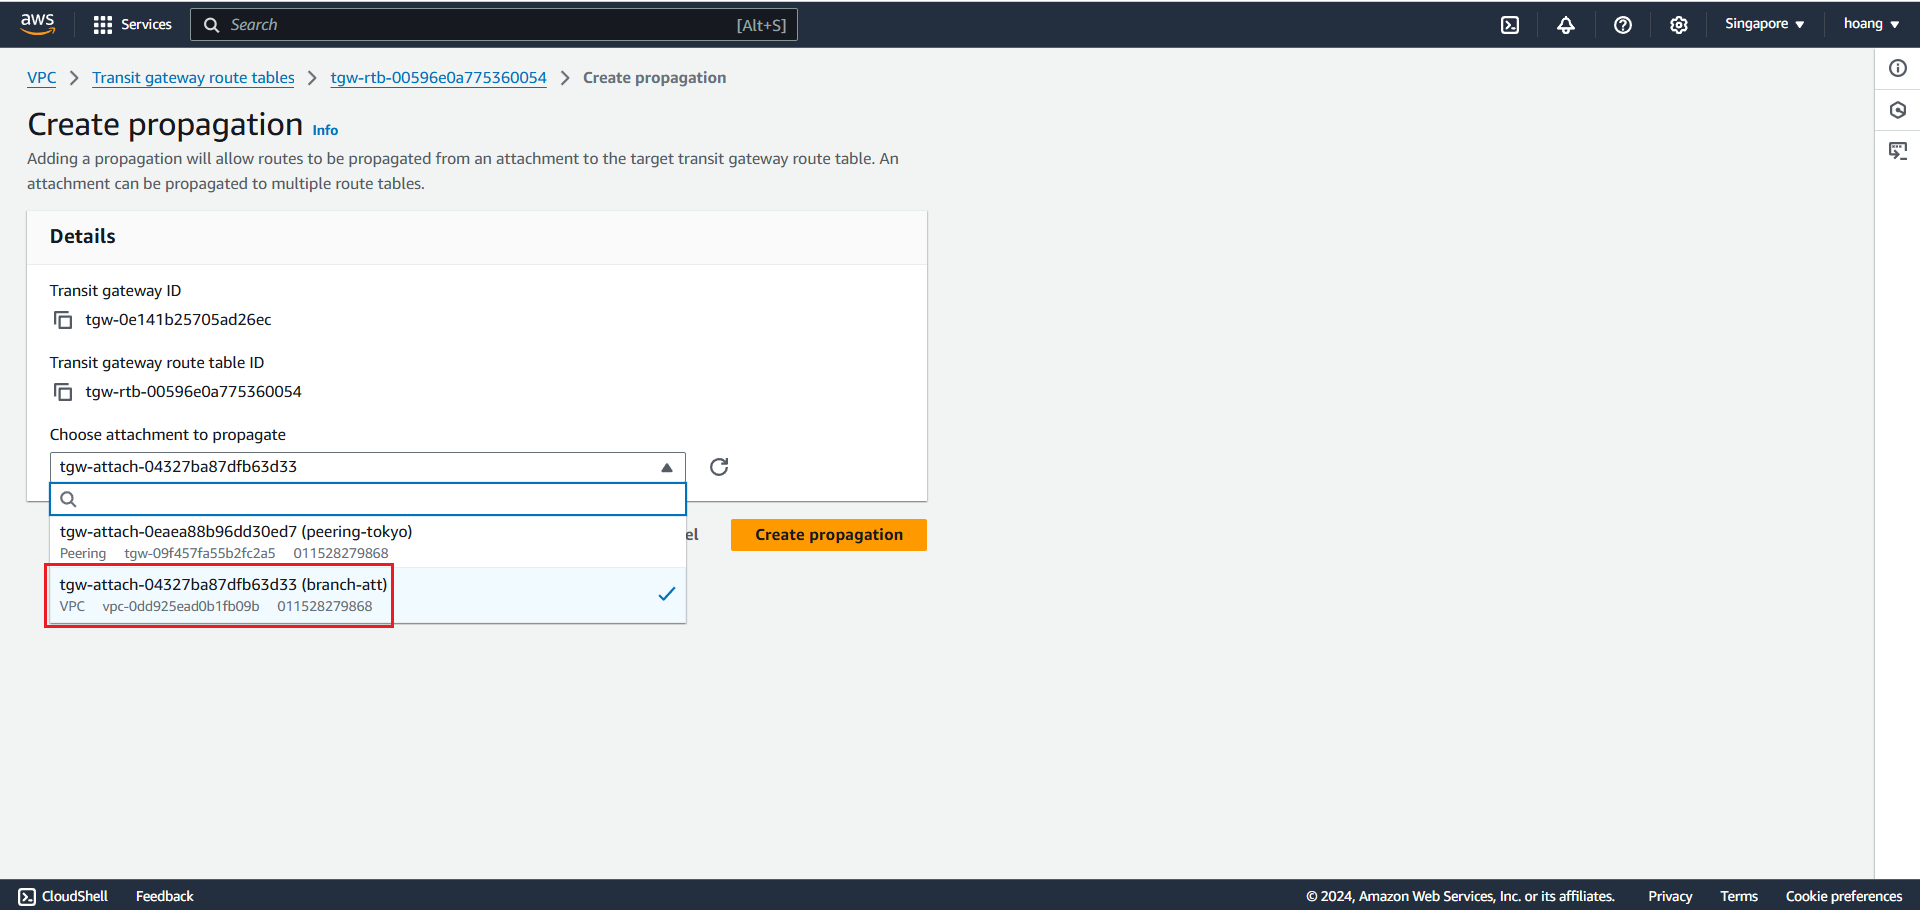 aws
Services
Search
[Alt+S]
Singapore
hoang
VPC
Transit gateway route tables
tgw-rtb-00596e0a775360054
Create propagation
Create propagation
Info
Adding a propagation will allow routes to be propagated from an attachment to the target transit gateway route table. An
attachment can be propagated to multiple route tables.
Details
Transit gateway ID
tgw-0e141b25705ad26ec
Transit gateway route table ID
tgw-rtb-00596e0a775360054
Choose attachment to propagate
tgw-attach-04327ba87dfb63d33
tgw-attach-0eaea88b96dd30ed7 (peering-tokyo)
Peering tgw-09f457fa55b2fc2a5 011528279868
el
Create propagation
tgw-attach-04327ba87dfb63d33 (branch-att)
VPC vpc-0dd925ead0b1fb09b 011528279868
CloudShell
Feedback
© 2024, Amazon Web Services, Inc. or its affiliates.
Privacy
Terms
Cookie preferences